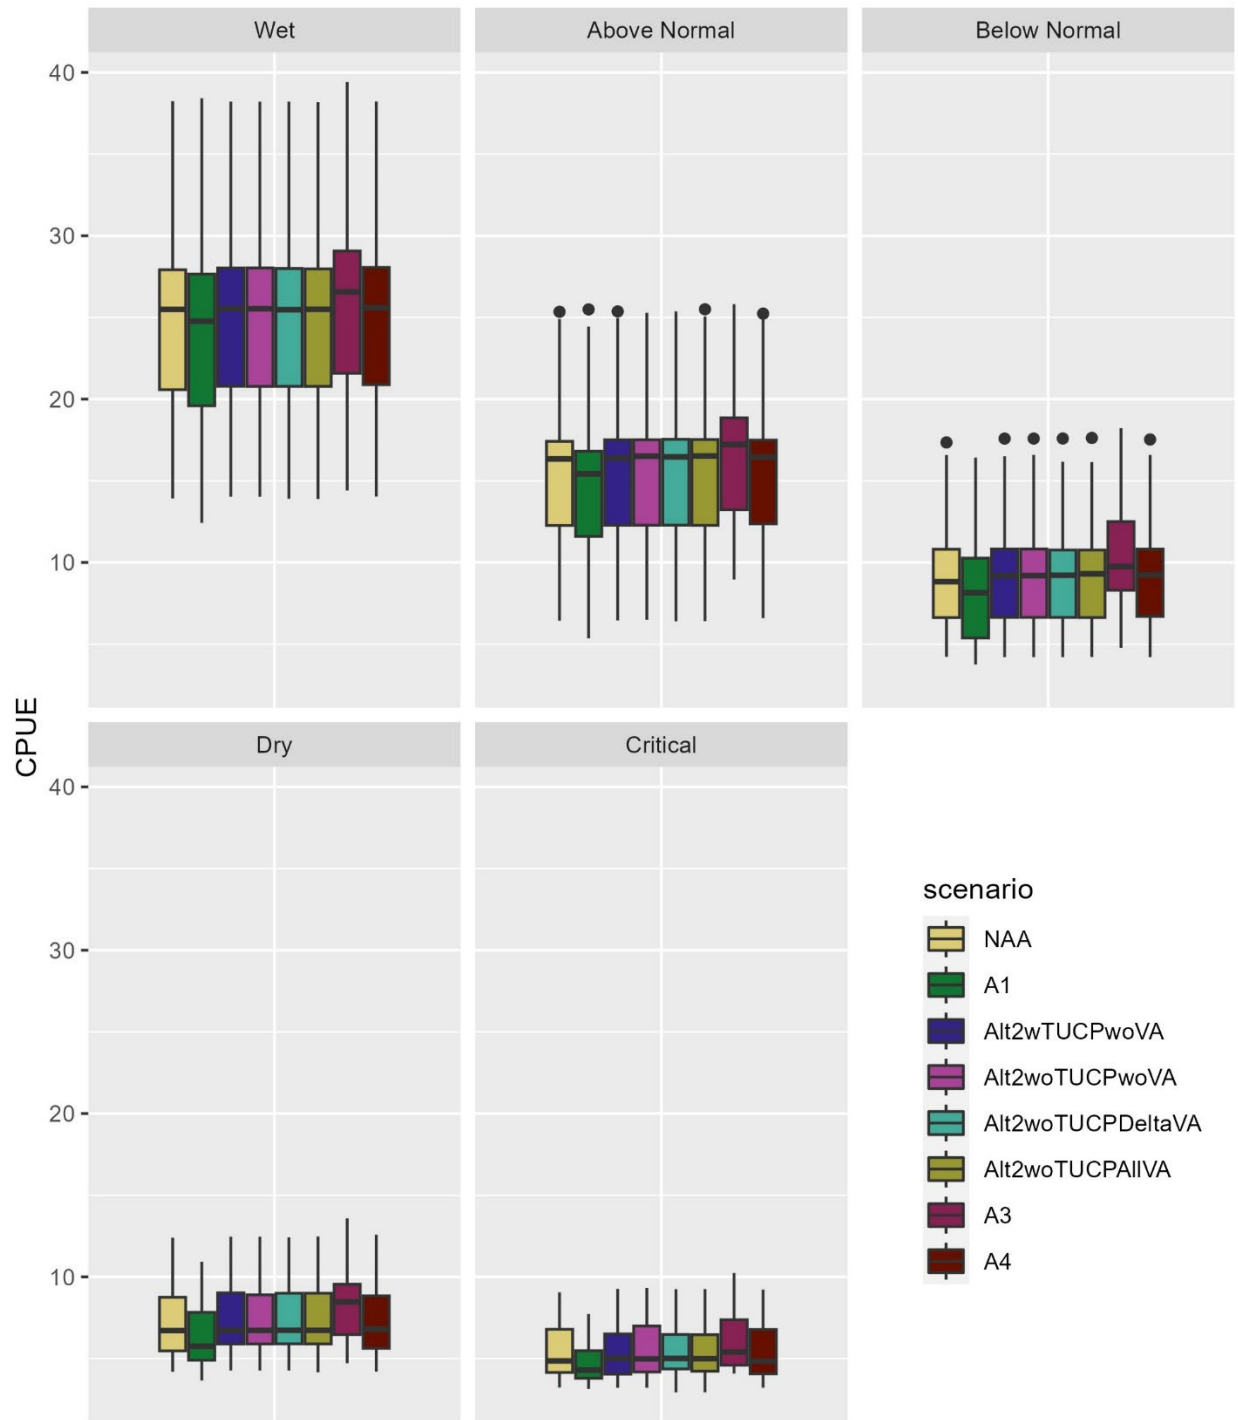 Wet
Above Normal
Below Normal
40
30
20
10
CPUE
Dry
Critical
40
30
20
10
scenario
NAA
A1
Alt2wTUCPwoVA
Alt2woTUCPwoVA
Alt2woTUCPDeltaVA
Alt2woTUCPAllVA
A3
A4